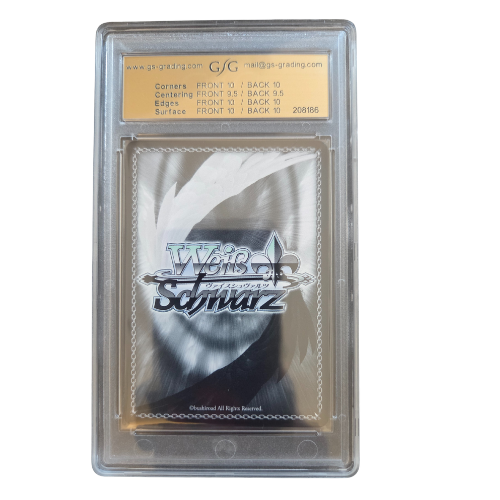 www.gs-grading.com GSG mail@gs-grading.com
Corners FRONT 10 / BACK 10
Centering FRONT 9.5 / BACK 9.5
Edges FRONT 10 / BACK 10
Surface FRONT 10 / BACK 10 208186
Weiß
ヴァイスシュヴァルツ
Schwarz
©bushiroad All Rights Reserved.